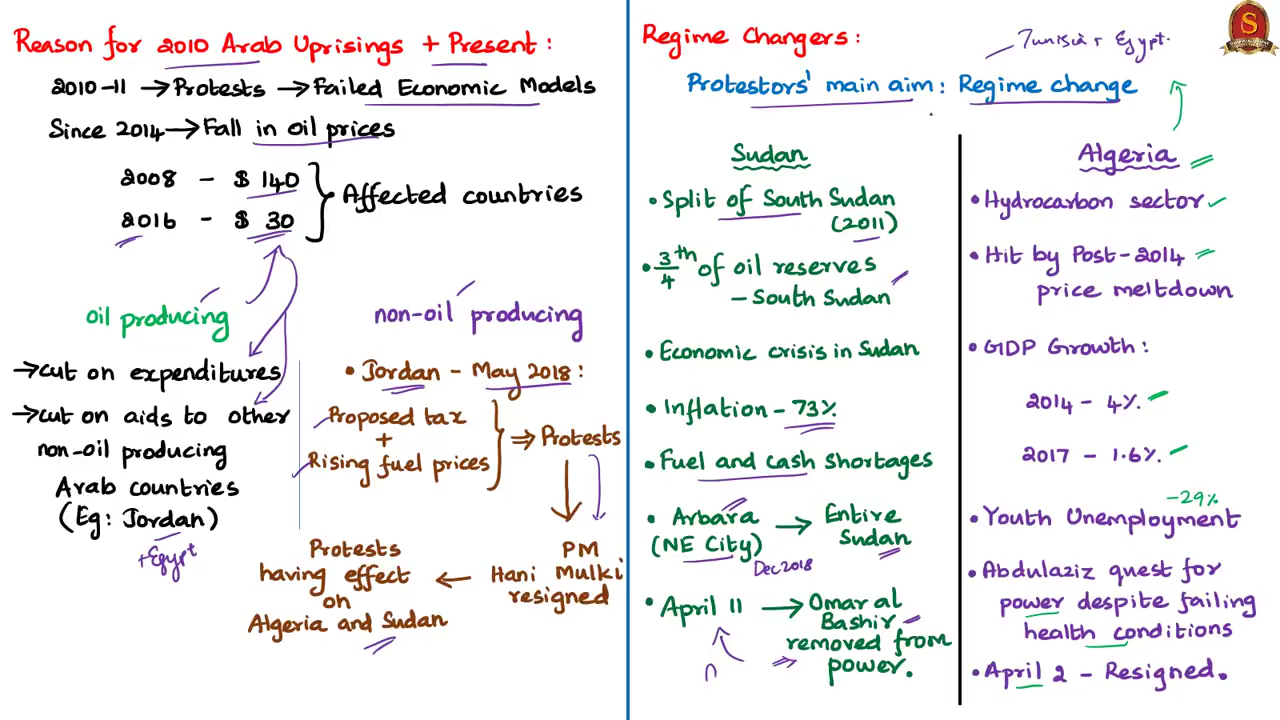 Reason for 2010 Arab Uprisings + Present:
2010-11 → Protests → Failed Economic Models
Since 2014 → Fall in oil prices
2008 - $ 140
2016 - $ 30
} Affected countries
oil producing
→ cut on expenditures
→ cut on aids to other
non-oil producing
Arab countries
(Eg: Jordan)
+Egypt
non-oil producing
• Jordan - May 2018:
Proposed tax
+
Rising fuel prices
⇒ Protests
PM
Hani Mulki
resigned
←
Protests
having effect
on
Algeria and Sudan
Regime Changers:
Tunisia + Egypt.
Protestors' main aim: Regime change
Sudan
• Split of South Sudan
(2011)
• 3/4th of oil reserves
- South Sudan
• Economic crisis in Sudan
• Inflation - 73%
• Fuel and cash shortages
• Arbara → Entire
(NE City) Sudan
Dec 2018
• April 11 → Omar al
Bashir
removed from
power.
Algeria
• Hydrocarbon sector
• Hit by Post-2014
price meltdown
• GDP Growth:
2014 - 4%
2017 - 1.6%
-29%
• Youth Unemployment
• Abdulaziz quest for
power despite failing
health conditions
• April 2 - Resigned.
S